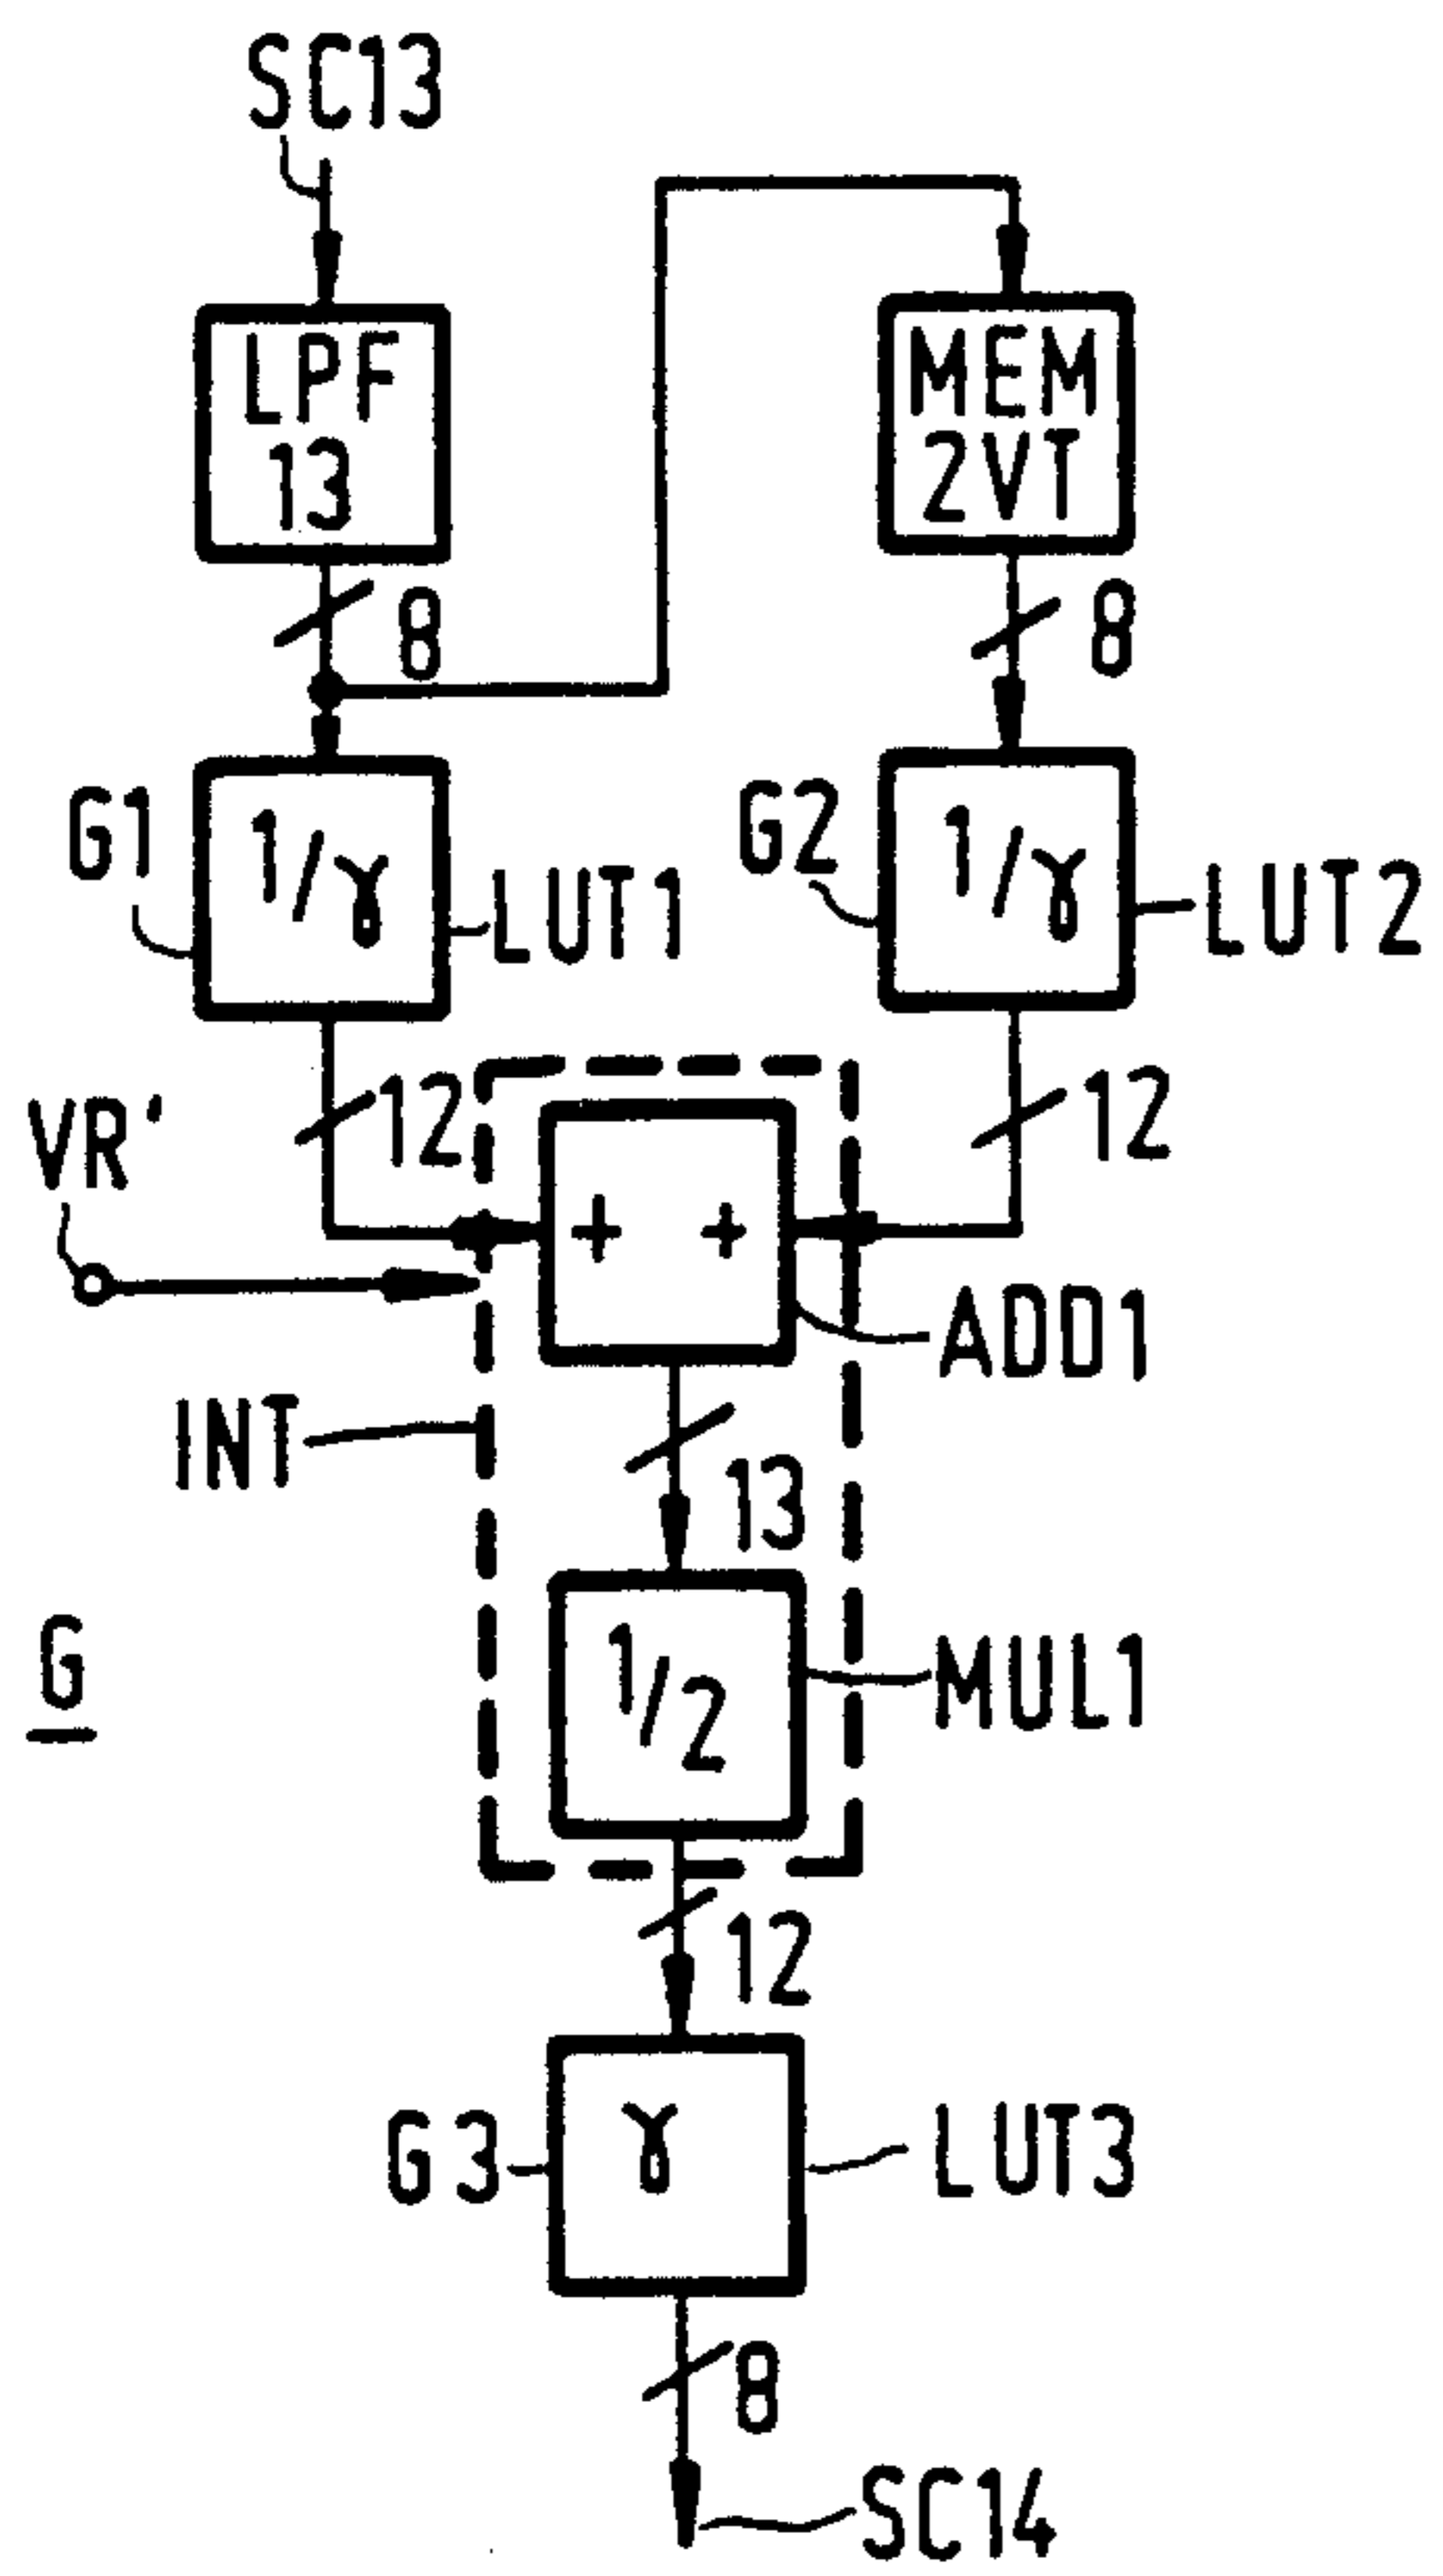 SC13
LPF
13
MEM
2VT
8
8
G1
1/γ
LUT1
G2
1/γ
LUT2
12
12
VR'
+ +
ADD1
INT
13
G
1/2
MUL1
12
G3
γ
LUT3
8
SC14